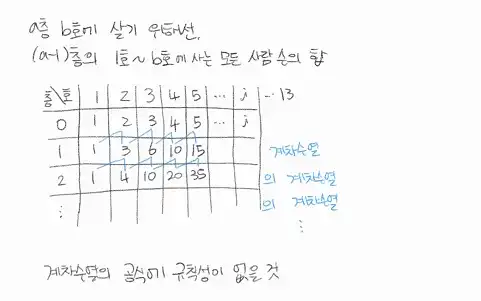 a층 b호에 살기 위해선,
(a-1)층의 1호~b호에 사는 모든 사람 수의 합
층\호 1 2 3 4 5 ... i ... 13
0 1 2 3 4 5 ... i
1 1 3 6 10 15 계차수열
2 1 4 10 20 35 의 계차수열
⋮ 의 계차수열
⋮
계차수열의 공식에 규칙성이 없을 것